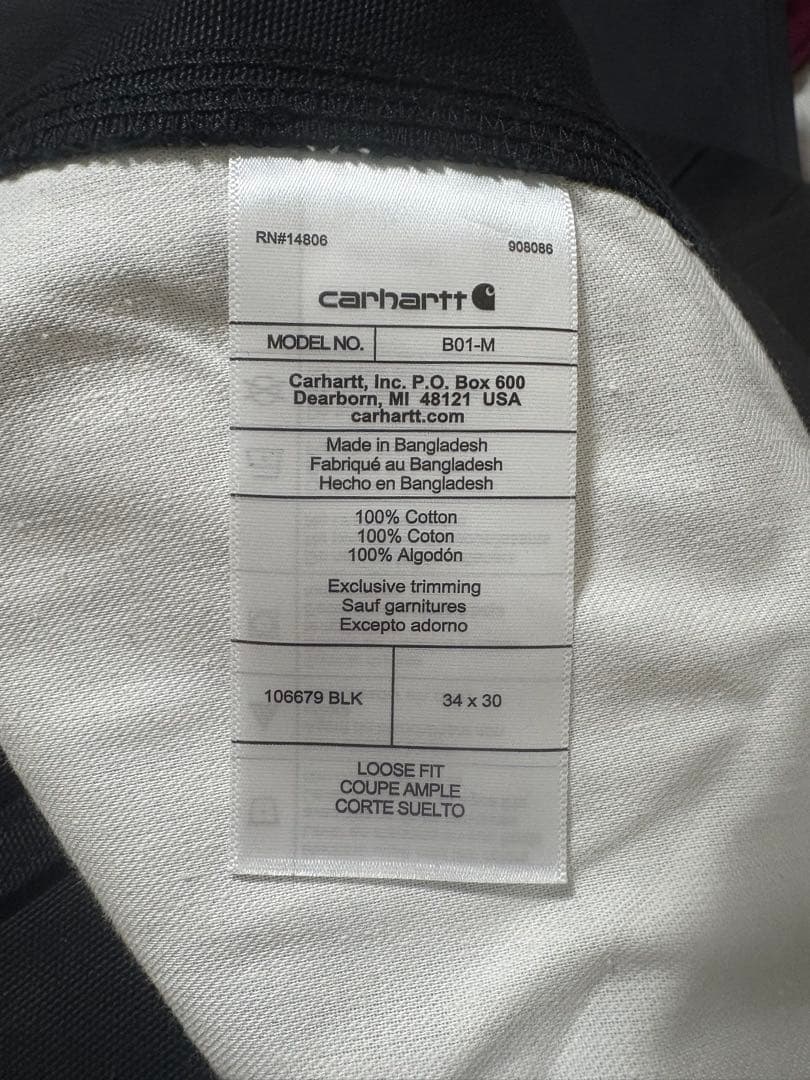 RN#14806
908086
carhartt
MODEL NO. B01-M
Carhartt, Inc. P.O. Box 600
Dearborn, MI 48121 USA
carhartt.com
Made in Bangladesh
Fabriqué au Bangladesh
Hecho en Bangladesh
100% Cotton
100% Coton
100% Algodón
Exclusive trimming
Sauf garnitures
Excepto adorno
106679 BLK 34 x 30
LOOSE FIT
COUPE AMPLE
CORTE SUELTO